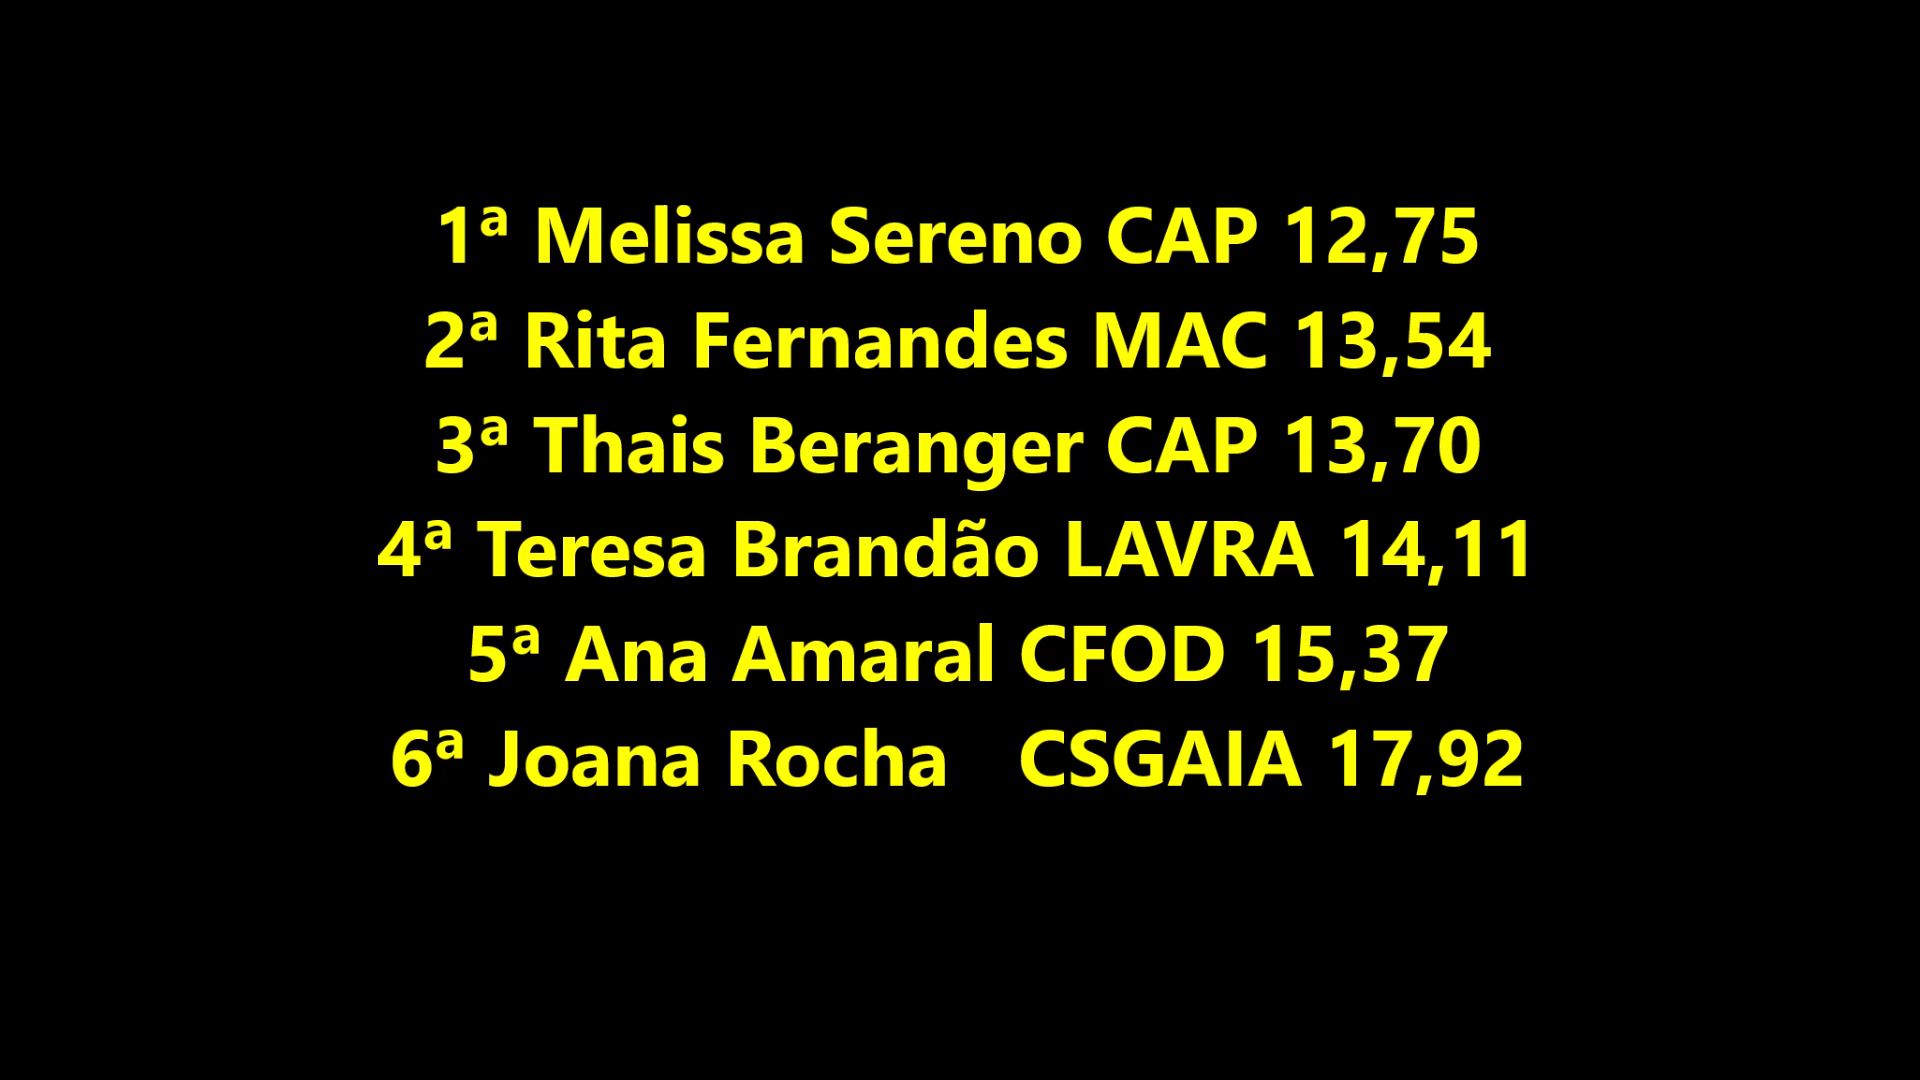 1ª Melissa Sereno CAP 12,75
2ª Rita Fernandes MAC 13,54
3ª Thais Beranger CAP 13,70
4ª Teresa Brandão LAVRA 14,11
5ª Ana Amaral CFOD 15,37
6ª Joana Rocha   CSGAIA 17,92